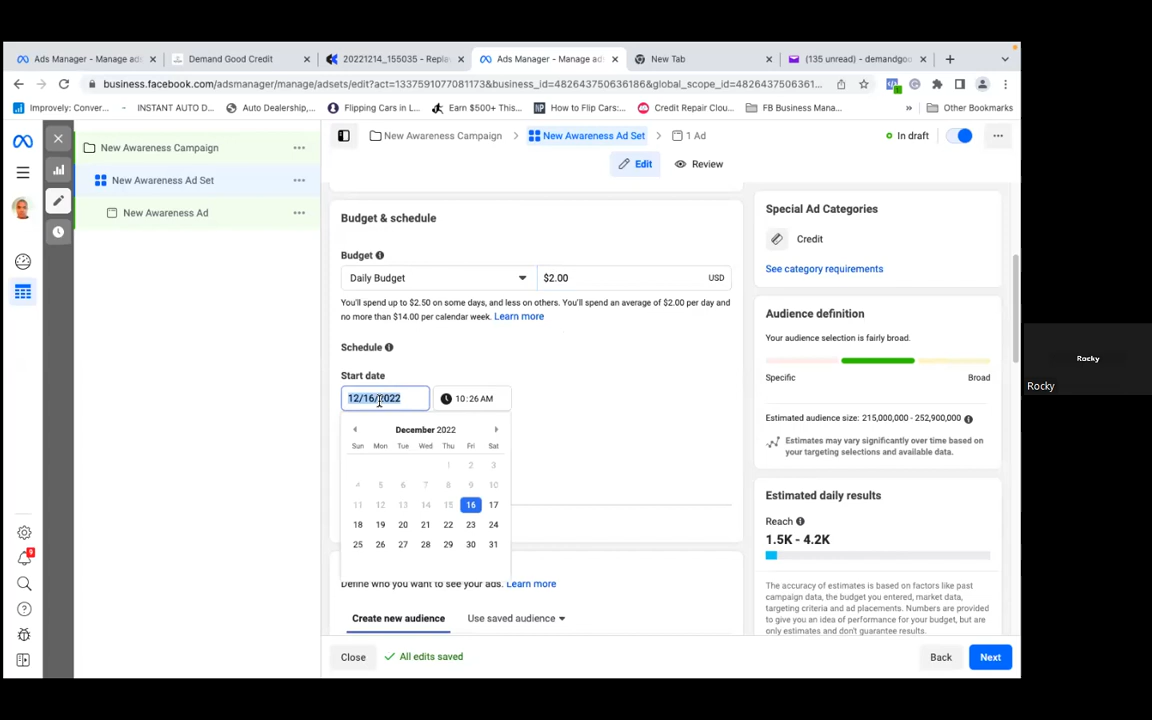 Ads Manager - Manage ad:
Demand Good Credit
20221214_155035 - Repla
Ads Manager - Manage ad:
New Tab
(135 unread) - demandgoo
business.facebook.com/adsmanager/manage/adsets/edit?act=1337591077081173&business_id=482643750636186&global_scope_id=4826437506361...
Improvely: Conver...
INSTANT AUTO D...
Auto Dealership,...
Flipping Cars in L...
Earn $500+ This...
How to Flip Cars:...
Credit Repair Clou...
FB Business Mana...
»
Other Bookmarks
New Awareness Campaign
New Awareness Ad Set
1 Ad
In draft
Edit
Review
New Awareness Campaign
New Awareness Ad Set
New Awareness Ad
Budget & schedule
Budget
Daily Budget
$2.00
USD
You'll spend up to $2.50 on some days, and less on others. You'll spend an average of $2.00 per day and
no more than $14.00 per calendar week. Learn more
Schedule
Start date
12/16/2022
10:26 AM
December 2022
Sun Mon Tue Wed Thu Fri Sat
1 2 3
4 5 6 7 8 9 10
11 12 13 14 15 16 17
18 19 20 21 22 23 24
25 26 27 28 29 30 31
Define who you want to see your ads. Learn more
Create new audience
Use saved audience
Close
All edits saved
Back
Next
Special Ad Categories
Credit
See category requirements
Audience definition
Your audience selection is fairly broad.
Specific
Broad
Estimated audience size: 215,000,000 - 252,900,000
Estimates may vary significantly over time based on
your targeting selections and available data.
Estimated daily results
Reach
1.5K - 4.2K
The accuracy of estimates is based on factors like past
campaign data, the budget you entered, market data,
targeting criteria and ad placements. Numbers are provided
to give you an idea of performance for your budget, but are
only estimates and don't guarantee results.
9
Rocky
Rocky